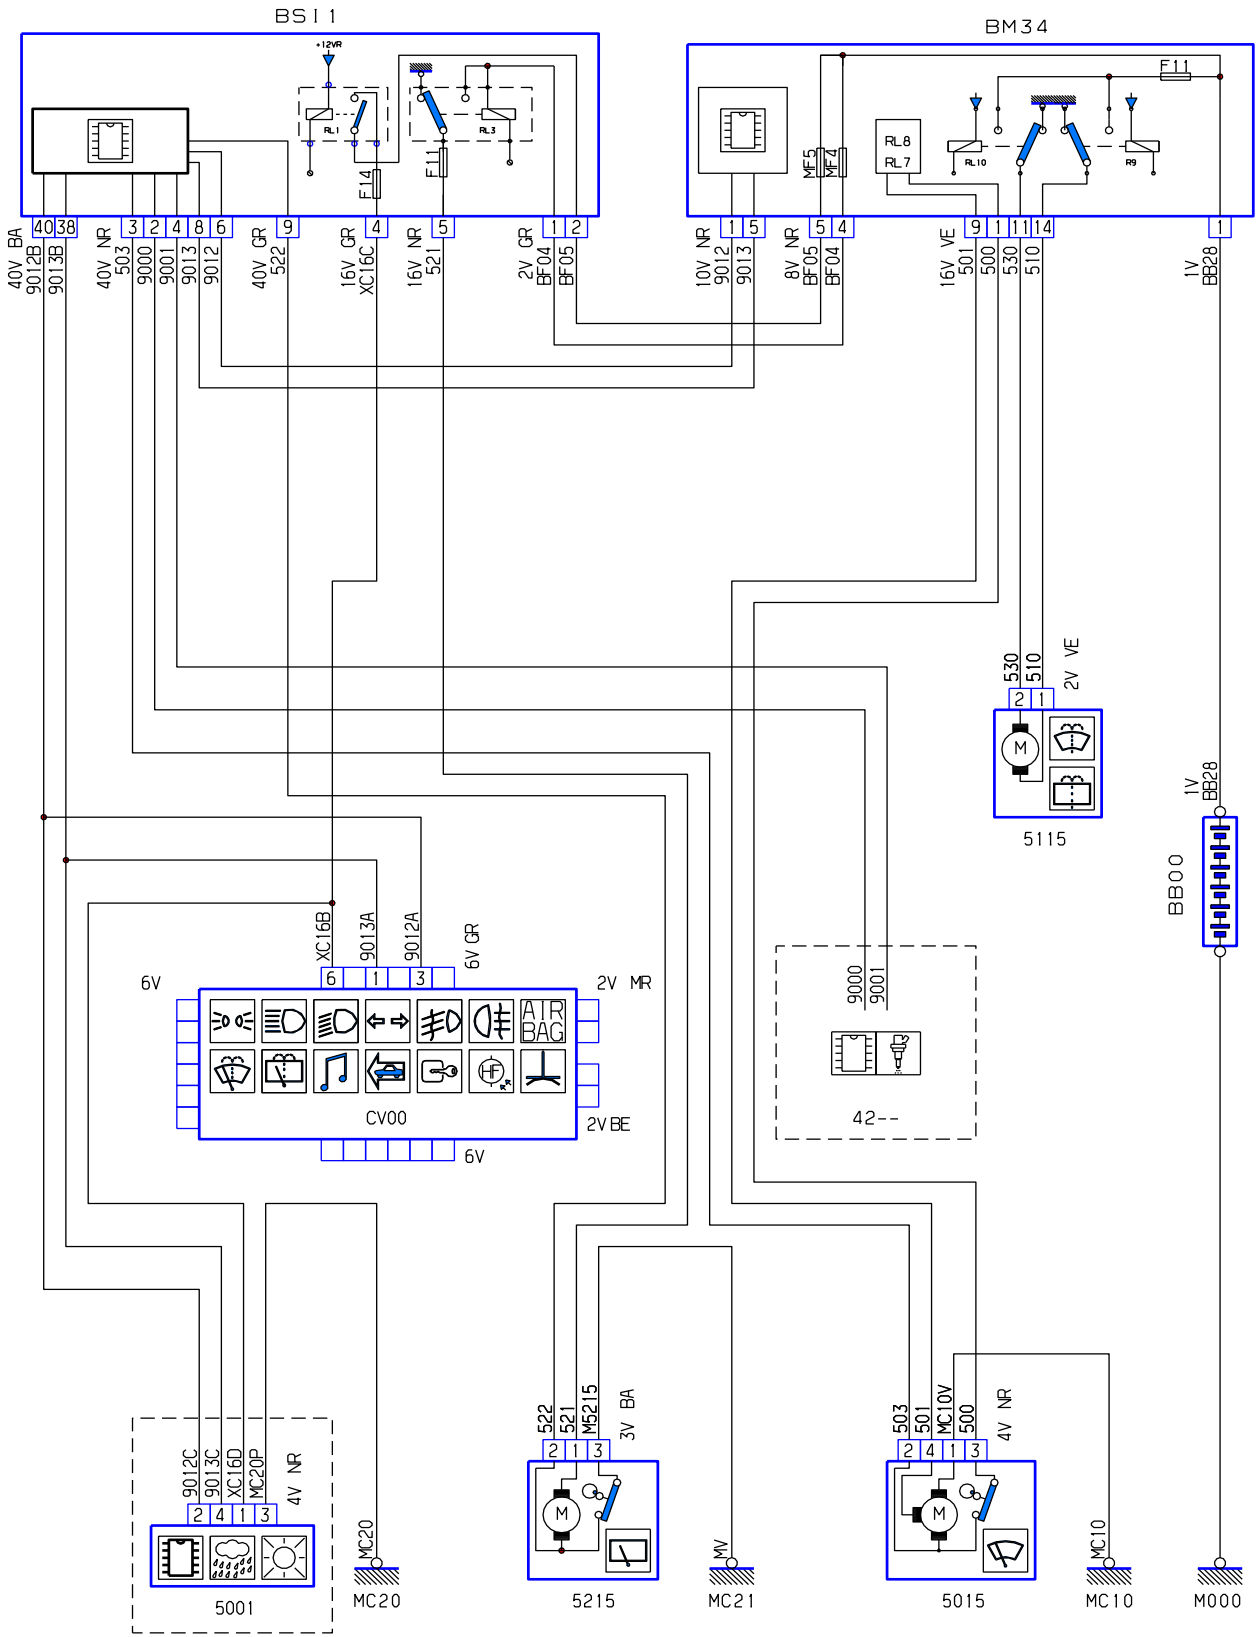 BSI1
BM34
+12VR
RL1
RL3
F14
F11
MF5
MF4
RL8
RL7
RL10
R9
F11
40 38 3 2 4 8 6 9 4 5 1 2
1 5 5 4 9 1 11 14 1
40V BA
9012B
9013B
40V NR
503
9000
9001
9013
9012
40V GR
522
16V GR
XC16C
16V NR
521
2V GR
BF04
BF05
10V NR
9012
9013
8V NR
BF05
BF04
16V VE
501
500
530
510
1V
BB28
530
510
2V VE
2 1
M
5115
1V
BB28
BB00
XC16B
9013A
9012A
6V GR
6 1 3
6V
2V MR
AIR
BAG
HF
CV00
2V BE
6V
9000
9001
42--
9012C
9013C
XC16D
MC20P
4V NR
2 4 1 3
5001
MC20
MC20
522
521
M5215
3V BA
2 1 3
M
5215
MV
MC21
503
501
MC10V
500
4V NR
2 4 1 3
M
5015
MC10
MC10
M000